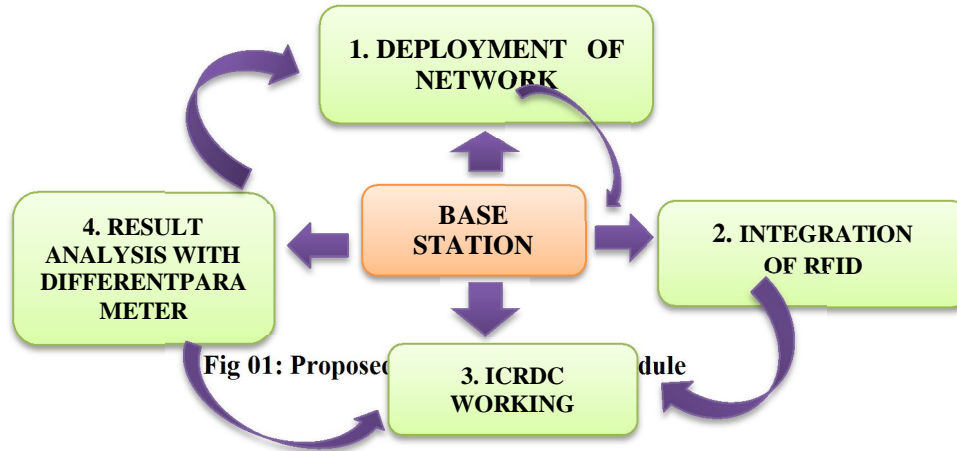 1. DEPLOYMENT OF
NETWORK
BASE
STATION
4. RESULT
ANALYSIS WITH
DIFFERENTPARA
METER
2. INTEGRATION
OF RFID
Fig 01: Proposed dule
3. ICRDC
WORKING